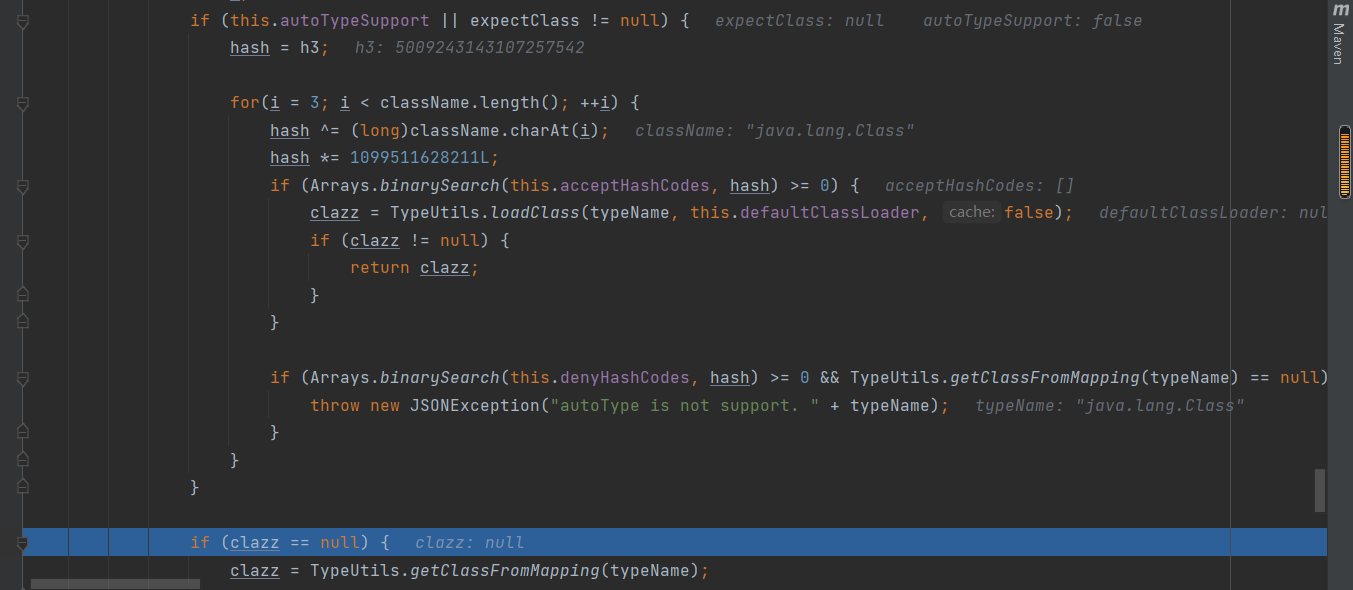 if (this.autoTypeSupport || expectClass != null) {   expectClass: null    autoTypeSupport: false
hash = h3;   h3: 5009243143107257542
for(i = 3; i < className.length(); ++i) {
hash ^= (long)className.charAt(i);   className: "java.lang.Class"
hash *= 1099511628211L;
if (Arrays.binarySearch(this.acceptHashCodes, hash) >= 0) {   acceptHashCodes: []
clazz = TypeUtils.loadClass(typeName, this.defaultClassLoader, cache: false);   defaultClassLoader: nul
if (clazz != null) {
return clazz;
}
}
if (Arrays.binarySearch(this.denyHashCodes, hash) >= 0 && TypeUtils.getClassFromMapping(typeName) == null)
throw new JSONException("autoType is not support. " + typeName);   typeName: "java.lang.Class"
}
}
}
if (clazz == null) {   clazz: null
clazz = TypeUtils.getClassFromMapping(typeName);
m
Maven